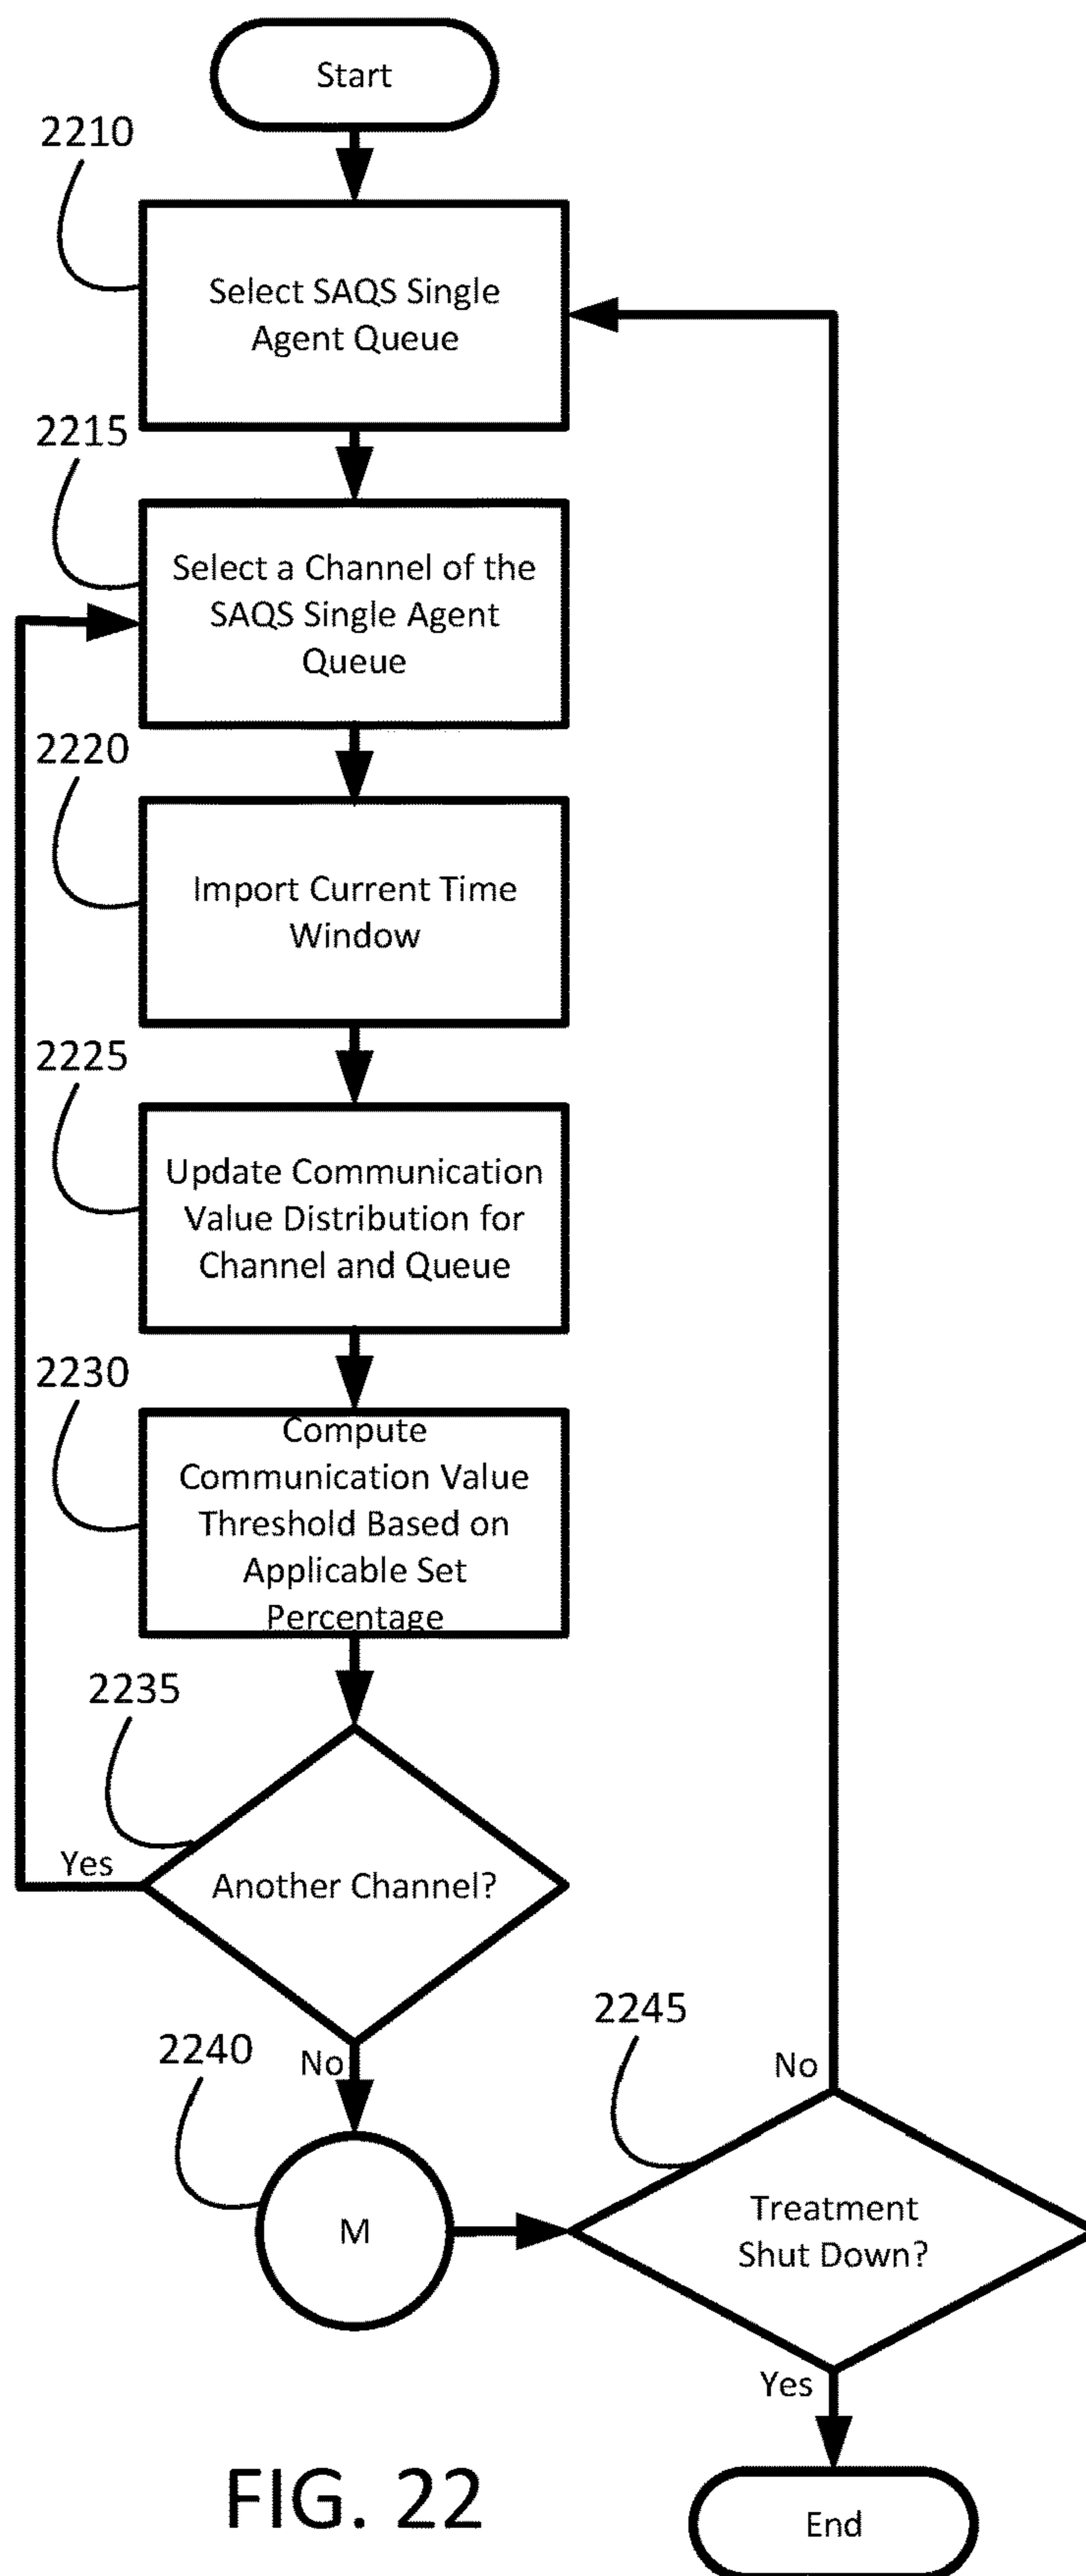 Start
2210
Select SAQS Single
Agent Queue
2215
Select a Channel of the
SAQS Single Agent
Queue
2220
Import Current Time
Window
2225
Update Communication
Value Distribution for
Channel and Queue
2230
Compute
Communication Value
Threshold Based on
Applicable Set
Percentage
2235
Yes
Another Channel?
No
2240
M
2245
No
Treatment
Shut Down?
Yes
End
FIG. 22